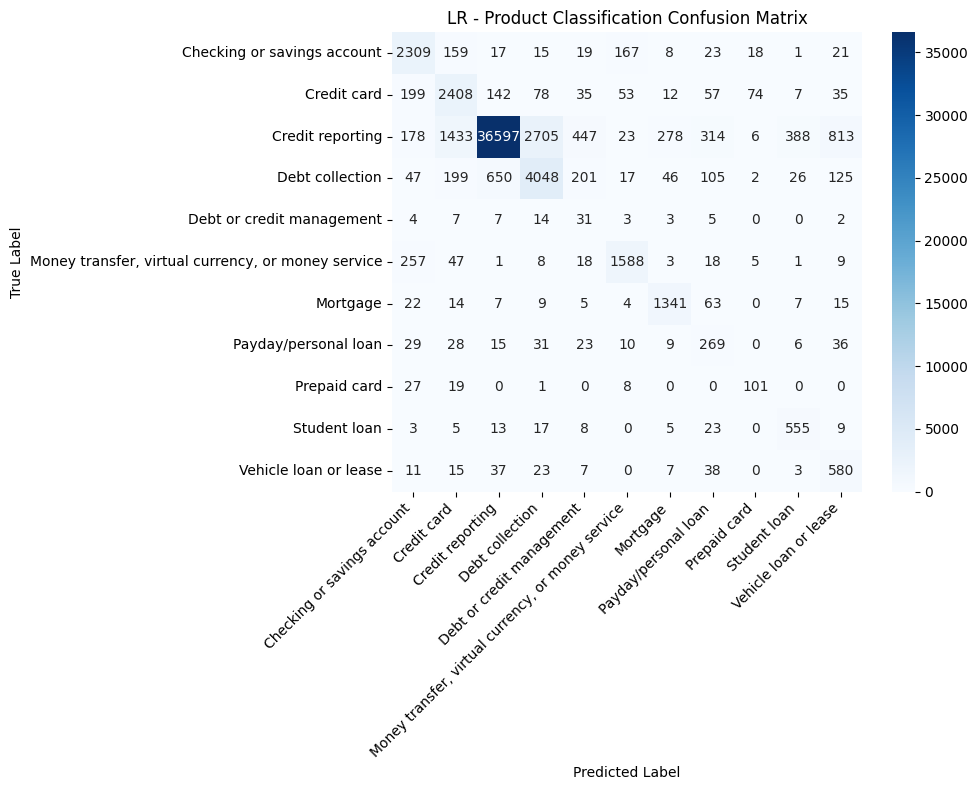 LR - Product Classification Confusion Matrix
Checking or savings account 2309 159 17 15 19 167 8 23 18 1 21
Credit card 199 2408 142 78 35 53 12 57 74 7 35
Credit reporting 178 1433 36597 2705 447 23 278 314 6 388 813
Debt collection 47 199 650 4048 201 17 46 105 2 26 125
Debt or credit management 4 7 7 14 31 3 3 5 0 0 2
Money transfer, virtual currency, or money service 257 47 1 8 18 1588 3 18 5 1 9
Mortgage 22 14 7 9 5 4 1341 63 0 7 15
Payday/personal loan 29 28 15 31 23 10 9 269 0 6 36
Prepaid card 27 19 0 1 0 8 0 0 101 0 0
Student loan 3 5 13 17 8 0 5 23 0 555 9
Vehicle loan or lease 11 15 37 23 7 0 7 38 0 3 580
True Label
Checking or savings account
Credit card
Credit reporting
Debt collection
Debt or credit management
Money transfer, virtual currency, or money service
Mortgage
Payday/personal loan
Prepaid card
Student loan
Vehicle loan or lease
Predicted Label
35000
30000
25000
20000
15000
10000
5000
0